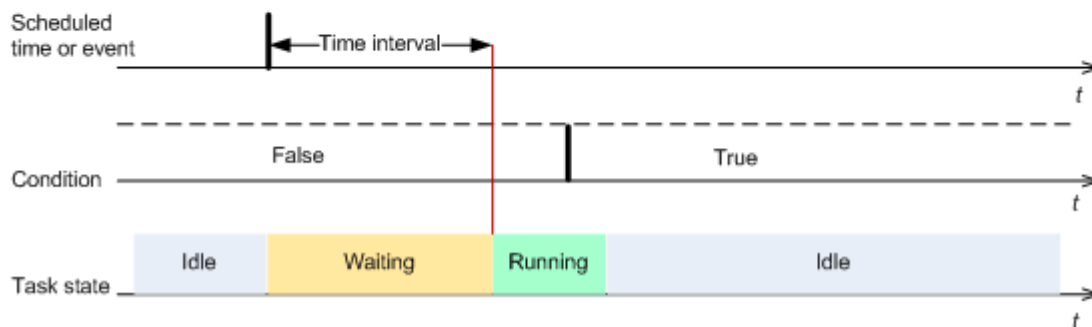 Scheduled
time or event
Time interval
t
False
True
Condition
t
Idle
Waiting
Running
Idle
Task state
t